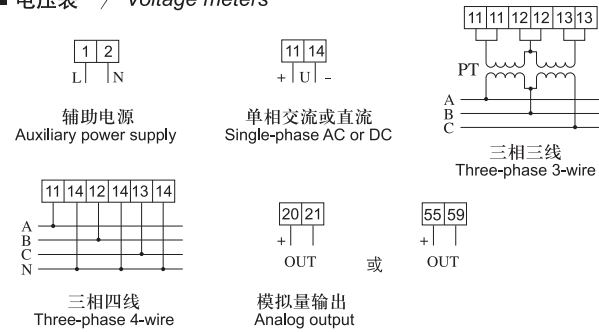 电压表 / Voltage meters
1 2
L N
辅助电源
Auxiliary power supply
11 14
+ U -
单相交流或直流
Single-phase AC or DC
11 11 12 12 13 13
PT
A
B
C
三相三线
Three-phase 3-wire
11 14 12 14 13 14
A
B
C
N
三相四线
Three-phase 4-wire
20 21
+
OUT
或
55 59
+
OUT
模拟量输出
Analog output